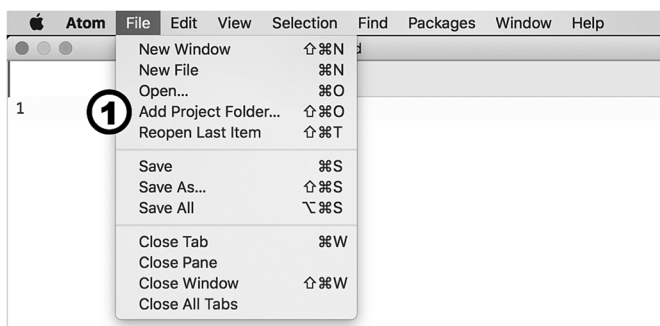 Atom File Edit View Selection Find Packages Window Help
New Window ⇧⌘N
d
New File ⌘N
Open... ⌘O
1
1 Add Project Folder... ⇧⌘O
Reopen Last Item ⇧⌘T
Save ⌘S
Save As... ⇧⌘S
Save All ⌥⌘S
Close Tab ⌘W
Close Pane
Close Window ⇧⌘W
Close All Tabs